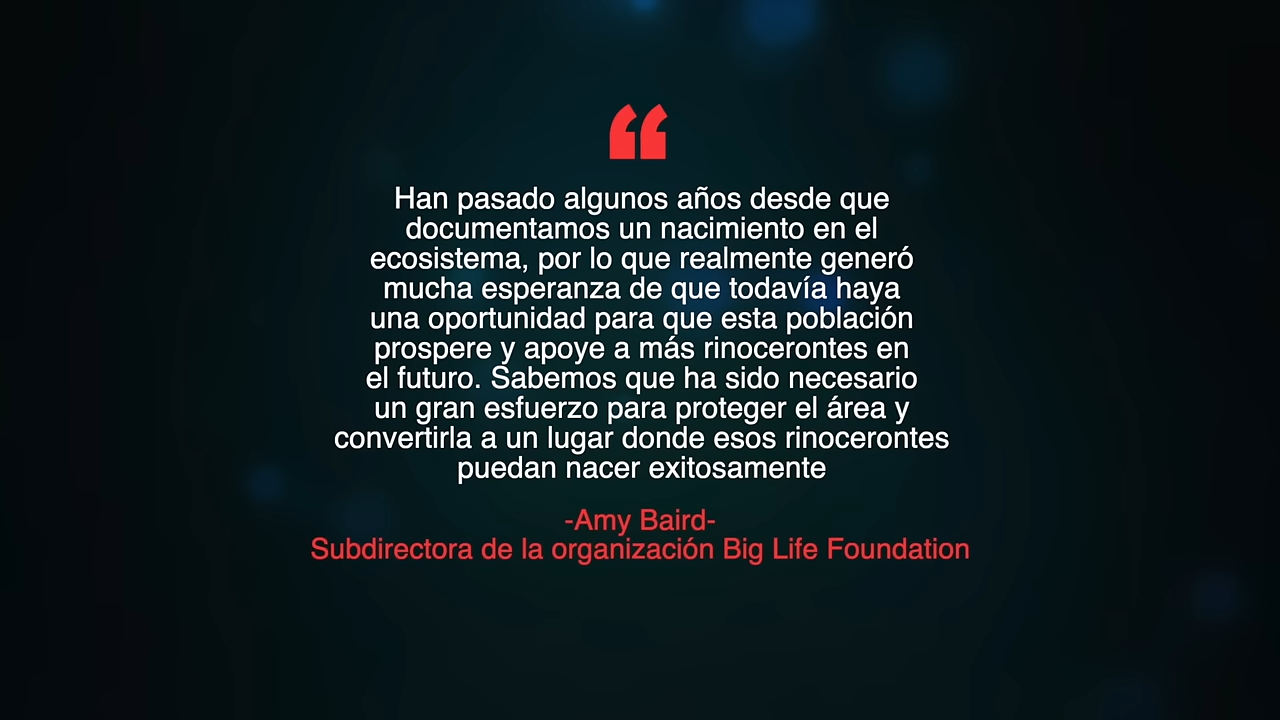 “
Han pasado algunos años desde que
documentamos un nacimiento en el
ecosistema, por lo que realmente generó
mucha esperanza de que todavía haya
una oportunidad para que esta población
prospere y apoye a más rinocerontes en
el futuro. Sabemos que ha sido necesario
un gran esfuerzo para proteger el área y
convertirla a un lugar donde esos rinocerontes
puedan nacer exitosamente
-Amy Baird-
Subdirectora de la organización Big Life Foundation